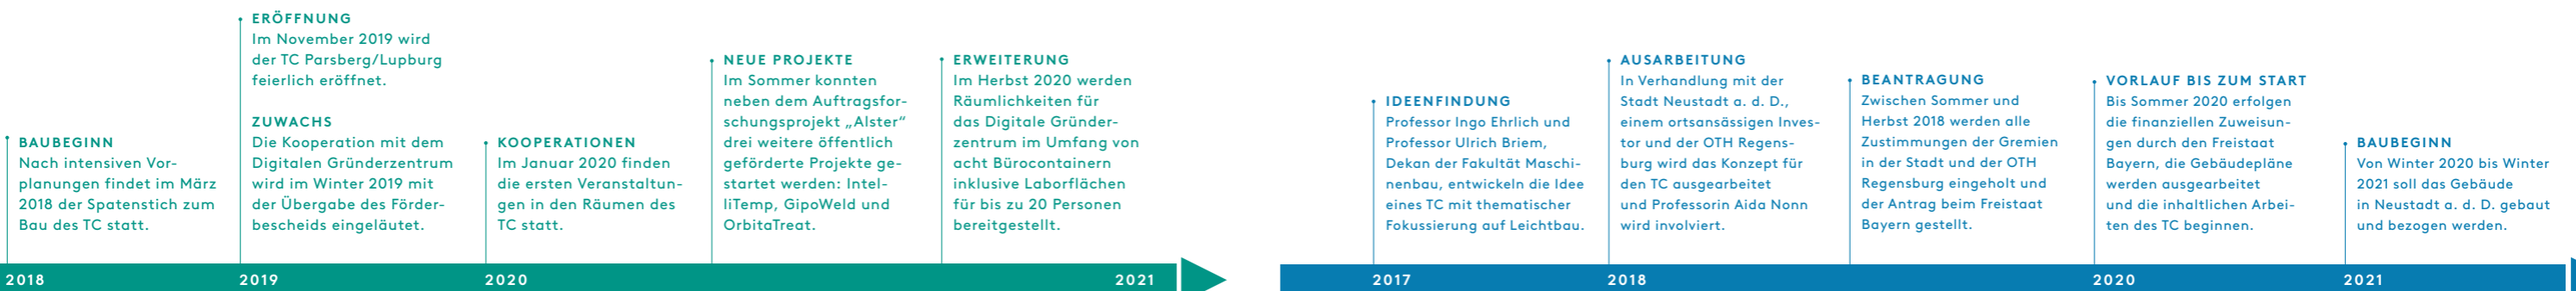 BAUBEGINN
Nach intensiven Vor-
planungen findet im März
2018 der Spatenstich zum
Bau des TC statt.
ERÖFFNUNG
Im November 2019 wird
der TC Parsberg/Lupburg
feierlich eröffnet.
ZUWACHS
Die Kooperation mit dem
Digitalen Gründerzentrum
wird im Winter 2019 mit
der Übergabe des Förder-
bescheids eingeläutet.
KOOPERATIONEN
Im Januar 2020 finden
die ersten Veranstaltun-
gen in den Räumen des
TC statt.
NEUE PROJEKTE
Im Sommer konnten
neben dem Auftragsfor-
schungsprojekt „Alster“
drei weitere öffentlich
geförderte Projekte ge-
startet werden: Intel-
liTemp, GipoWeld und
OrbitaTreat.
ERWEITERUNG
Im Herbst 2020 werden
Räumlichkeiten für
das Digitale Gründer-
zentrum im Umfang von
acht Bürocontainern
inklusive Laborflächen
für bis zu 20 Personen
bereitgestellt.
2018
2019
2020
2021
IDEENFINDUNG
Professor Ingo Ehrlich und
Professor Ulrich Briem,
Dekan der Fakultät Maschi-
nenbau, entwickeln die Idee
eines TC mit thematischer
Fokussierung auf Leichtbau.
AUSARBEITUNG
In Verhandlung mit der
Stadt Neustadt a. d. D.,
einem ortsansässigen Inves-
tor und der OTH Regens-
burg wird das Konzept für
den TC ausgearbeitet
und Professorin Aida Nonn
wird involviert.
BEANTRAGUNG
Zwischen Sommer und
Herbst 2018 werden alle
Zustimmungen der Gremien
in der Stadt und der OTH
Regensburg eingeholt und
der Antrag beim Freistaat
Bayern gestellt.
VORLAUF BIS ZUM START
Bis Sommer 2020 erfolgen
die finanziellen Zuweisun-
gen durch den Freistaat
Bayern, die Gebäudepläne
werden ausgearbeitet
und die inhaltlichen Arbei-
ten des TC beginnen.
BAUBEGINN
Von Winter 2020 bis Winter
2021 soll das Gebäude
in Neustadt a. d. D. gebaut
und bezogen werden.
2017
2018
2020
2021